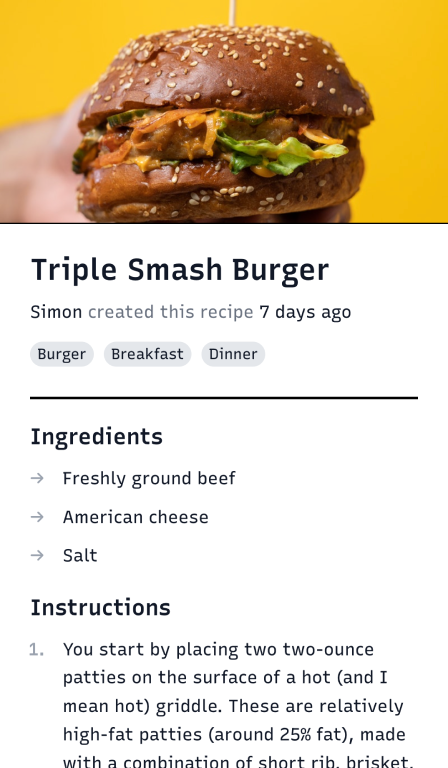 Triple Smash Burger
Simon created this recipe 7 days ago
Burger Breakfast Dinner
Ingredients
→ Freshly ground beef
→ American cheese
→ Salt
Instructions
1. You start by placing two two-ounce
patties on the surface of a hot (and I
mean hot) griddle. These are relatively
high-fat patties (around 25% fat), made
with a combination of short rib, brisket,